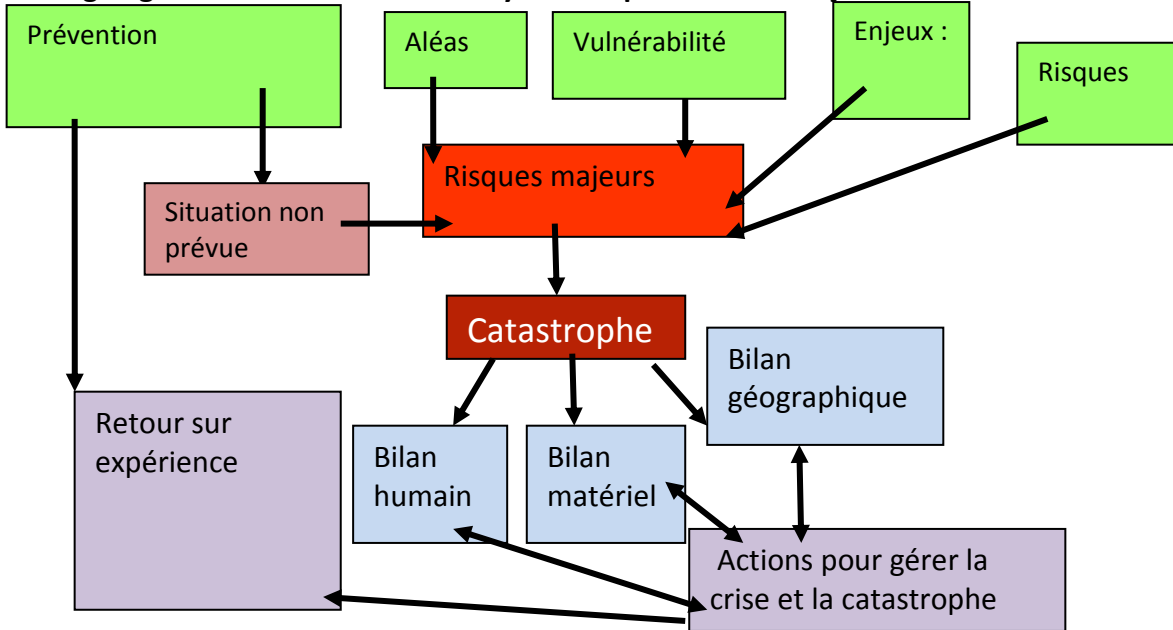 Prévention
Aléas
Vulnérabilité
Enjeux :
Risques
Situation non
prévue
Risques majeurs
Catastrophe
Bilan
géographique
Retour sur
expérience
Bilan
humain
Bilan
matériel
Actions pour gérer la
crise et la catastrophe